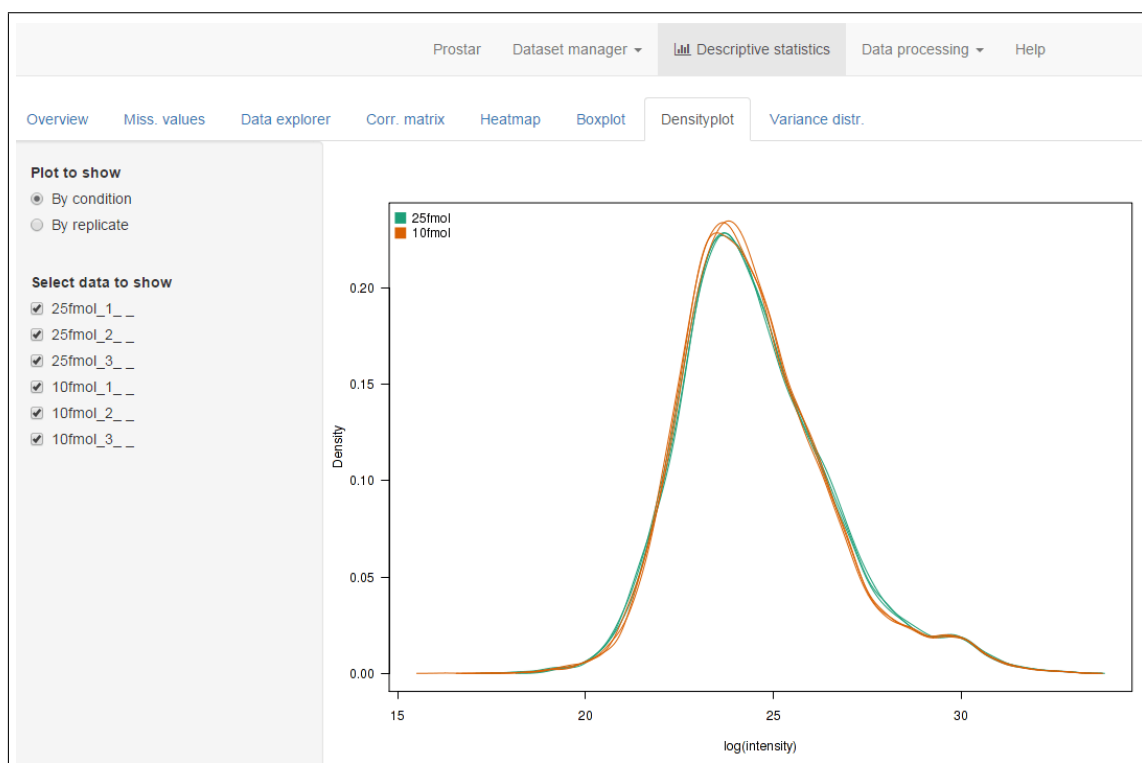 Prostar Dataset manager Descriptive statistics Data processing Help
Overview Miss. values Data explorer Corr. matrix Heatmap Boxplot Densityplot Variance distr.
Plot to show
By condition
By replicate
Select data to show
25fmol_1_ _
25fmol_2_ _
25fmol_3_ _
10fmol_1_ _
10fmol_2_ _
10fmol_3_ _
25fmol
10fmol
Density
0.20
0.15
0.10
0.05
0.00
15 20 25 30
log(intensity)